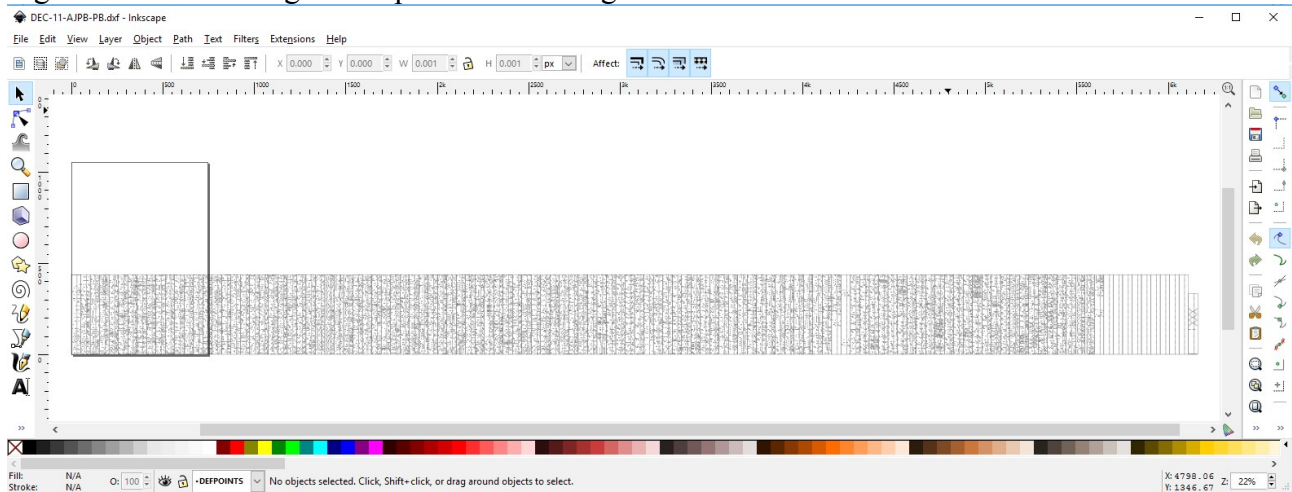 DEC-11-AJPB-PB.dxf - Inkscape
File Edit View Layer Object Path Text Filters Extensions Help
X 0.000 Y 0.000 W 0.001 H 0.001 px Affect:
0 500 1000 1500 2k 2500 3k 3500 4k 4500 5k 5500 6k
Fill: N/A O: 100 •DEFPOINTS No objects selected. Click, Shift+click, or drag around objects to select. X: 4798.06 Z: 22%
Stroke: N/A Y: 1346.67